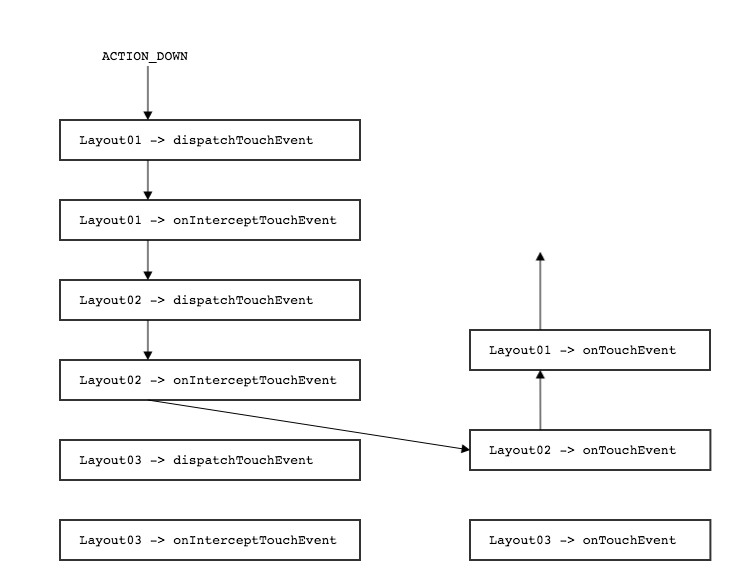 ACTION_DOWN
Layout01 -> dispatchTouchEvent
Layout01 -> onInterceptTouchEvent
Layout02 -> dispatchTouchEvent
Layout02 -> onInterceptTouchEvent
Layout03 -> dispatchTouchEvent
Layout03 -> onInterceptTouchEvent
Layout01 -> onTouchEvent
Layout02 -> onTouchEvent
Layout03 -> onTouchEvent